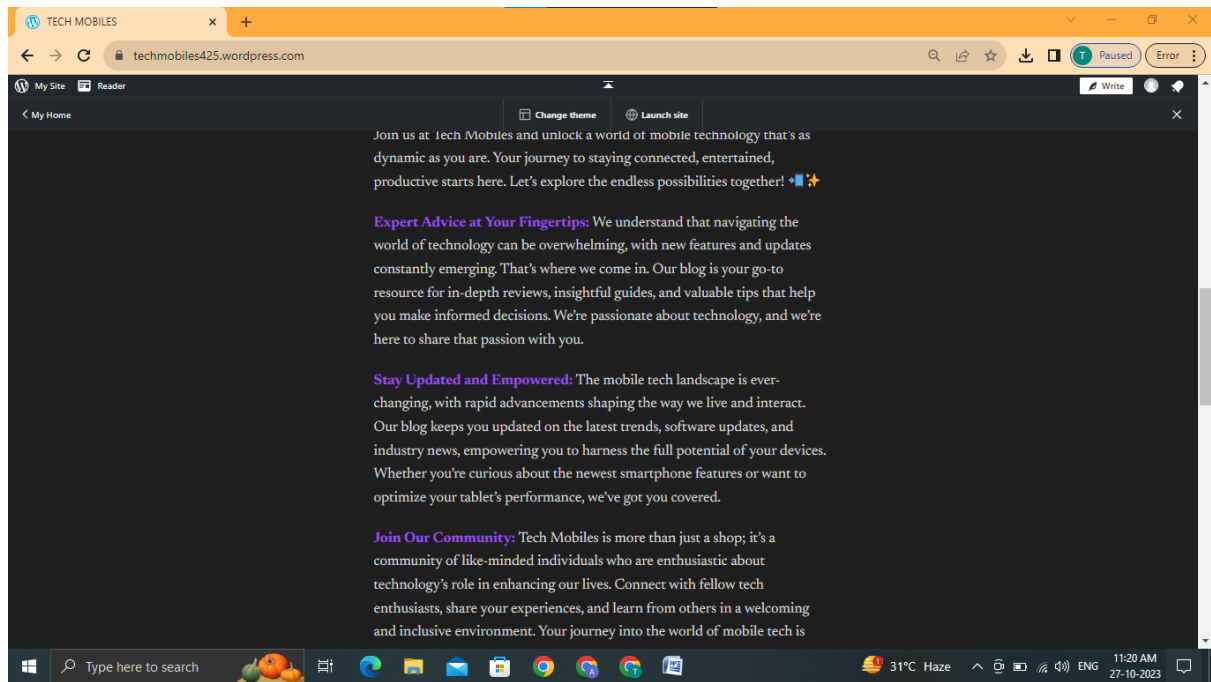 TECH MOBILES
techmobiles425.wordpress.com
T Paused Error
My Site Reader Write
My Home Change theme Launch site
Join us at Tech Mobiles and unlock a world of mobile technology that's as
dynamic as you are. Your journey to staying connected, entertained,
productive starts here. Let's explore the endless possibilities together!
Expert Advice at Your Fingertips: We understand that navigating the
world of technology can be overwhelming, with new features and updates
constantly emerging. That's where we come in. Our blog is your go-to
resource for in-depth reviews, insightful guides, and valuable tips that help
you make informed decisions. We're passionate about technology, and we're
here to share that passion with you.
Stay Updated and Empowered: The mobile tech landscape is ever-
changing, with rapid advancements shaping the way we live and interact.
Our blog keeps you updated on the latest trends, software updates, and
industry news, empowering you to harness the full potential of your devices.
Whether you're curious about the newest smartphone features or want to
optimize your tablet's performance, we've got you covered.
Join Our Community: Tech Mobiles is more than just a shop; it's a
community of like-minded individuals who are enthusiastic about
technology's role in enhancing our lives. Connect with fellow tech
enthusiasts, share your experiences, and learn from others in a welcoming
and inclusive environment. Your journey into the world of mobile tech is
Type here to search 31°C Haze ENG 11:20 AM
27-10-2023